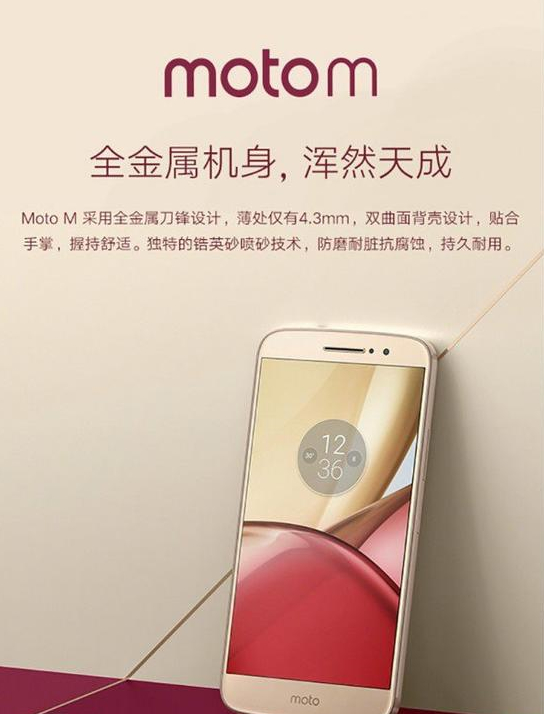 moto m
全金属机身，浑然天成
Moto M 采用全金属刀锋设计，薄处仅有4.3mm，双曲面背壳设计，贴合
手掌，握持舒适。独特的锆英砂喷砂技术，防磨耐脏抗腐蚀，持久耐用。
12
36
moto